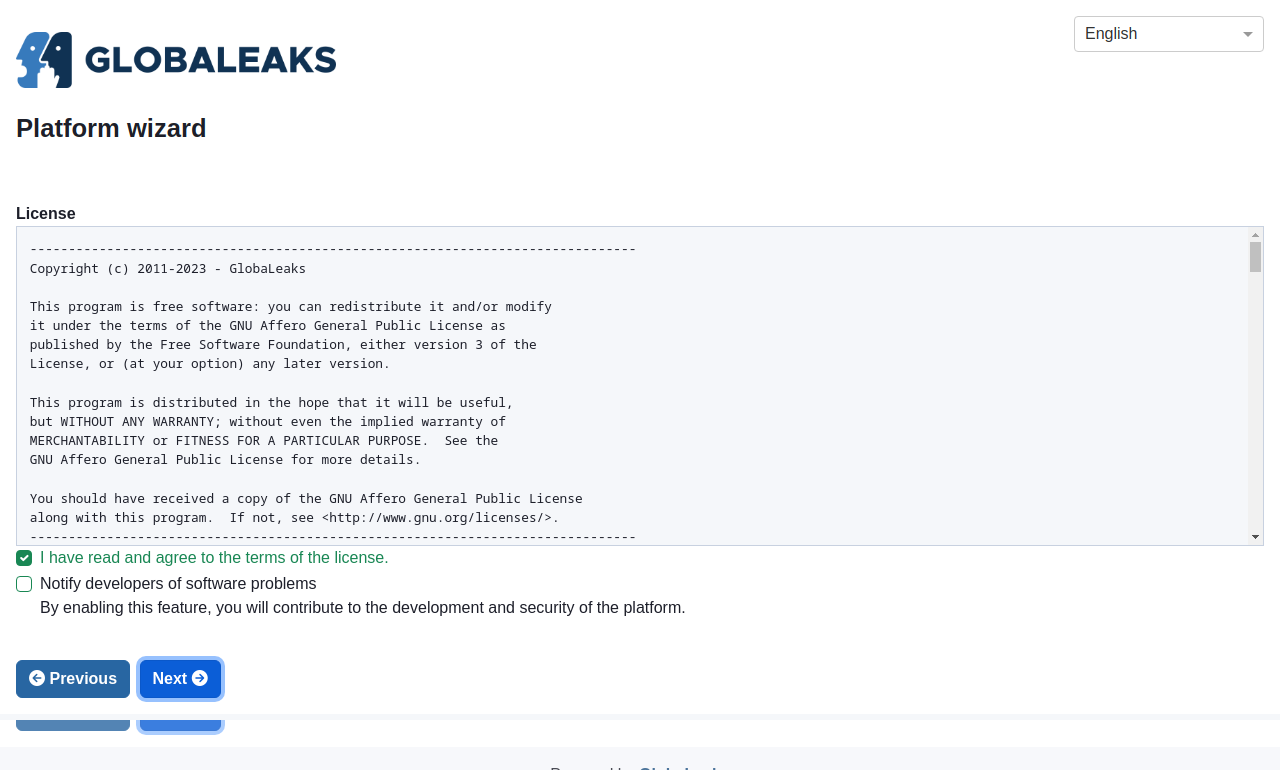 GLOBALEAKS
English
Platform wizard
License
-------------------------------------------------------------------------------
Copyright (c) 2011-2023 - GlobaLeaks
This program is free software: you can redistribute it and/or modify
it under the terms of the GNU Affero General Public License as
published by the Free Software Foundation, either version 3 of the
License, or (at your option) any later version.
This program is distributed in the hope that it will be useful,
but WITHOUT ANY WARRANTY; without even the implied warranty of
MERCHANTABILITY or FITNESS FOR A PARTICULAR PURPOSE.  See the
GNU Affero General Public License for more details.
You should have received a copy of the GNU Affero General Public License
along with this program.  If not, see <http://www.gnu.org/licenses/>.
-------------------------------------------------------------------------------
I have read and agree to the terms of the license.
Notify developers of software problems
By enabling this feature, you will contribute to the development and security of the platform.
Previous
Next